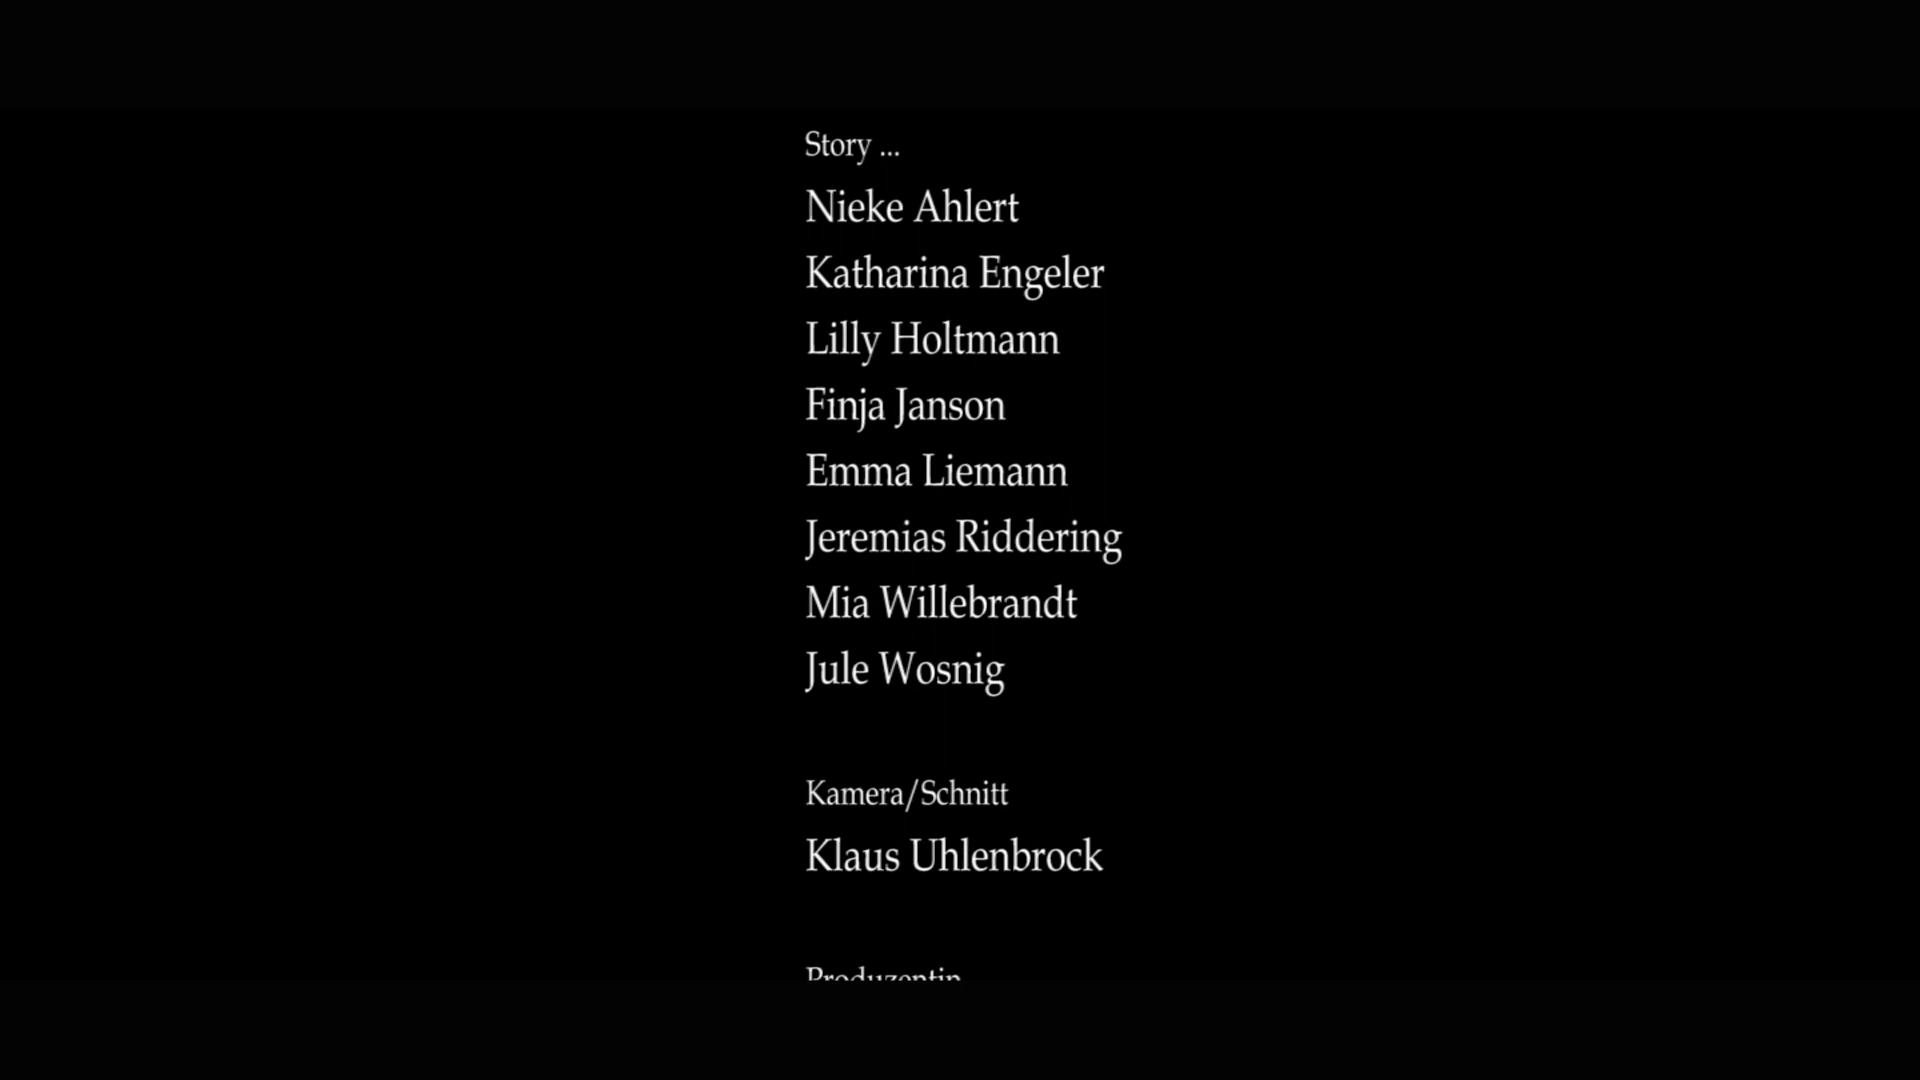 Story ...
Nieke Ahlert
Katharina Engeler
Lilly Holtmann
Finja Janson
Emma Liemann
Jeremias Riddering
Mia Willebrandt
Jule Wosnig
Kamera/Schnitt
Klaus Uhlenbrock
Produzentin